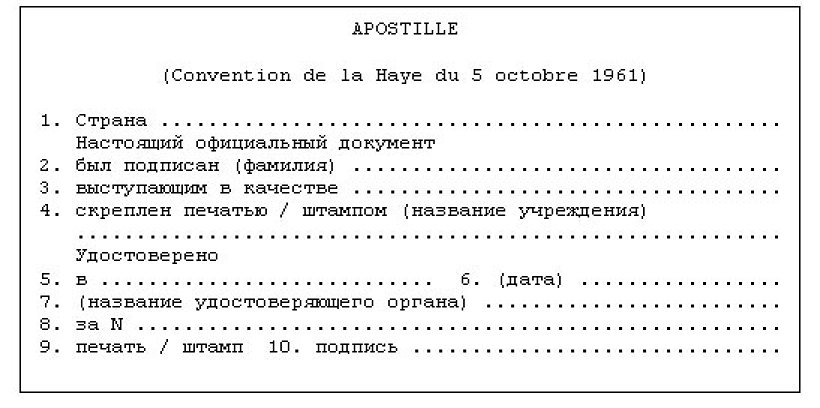 APOSTILLE
(Convention de la Haye du 5 octobre 1961)
1. Страна ....................................................
Настоящий официальный документ
2. был подписан (фамилия) ....................................
3. выступающим в качестве ....................................
4. скреплен печатью / штампом (название учреждения)
...........................................................
Удостоверено
5. в ............................ 6. (дата) .................
7. (название удостоверяющего органа) .........................
8. за N ......................................................
9. печать / штамп 10. подпись ...............................